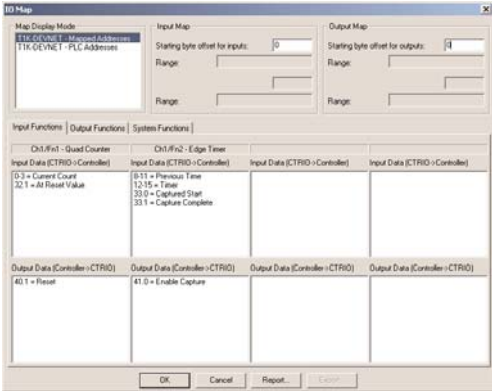 IO Map
Map Display Mode
T1K-DEVNET - Mapped Addresses
T1K-DEVNET - PLC Addresses
Input Map
Starting byte offset for inputs: 0
Range:
Range:
Output Map
Starting byte offset for outputs: 0
Range:
Range:
Input Functions Output Functions System Functions
Ch1/Fn1 - Quad Counter Ch1/Fn2 - Edge Timer
Input Data (CTRIO->Controller) Input Data (CTRIO->Controller) Input Data (CTRIO->Controller) Input Data (CTRIO->Controller)
0-3 = Current Count
32.1 = At Reset Value
8-11 = Previous Time
12-15 = Timer
33.0 = Captured Start
33.1 = Capture Complete
Output Data (Controller->CTRIO) Output Data (Controller->CTRIO) Output Data (Controller->CTRIO) Output Data (Controller->CTRIO)
40.1 = Reset
41.0 = Enable Capture
OK Cancel Report... Export...